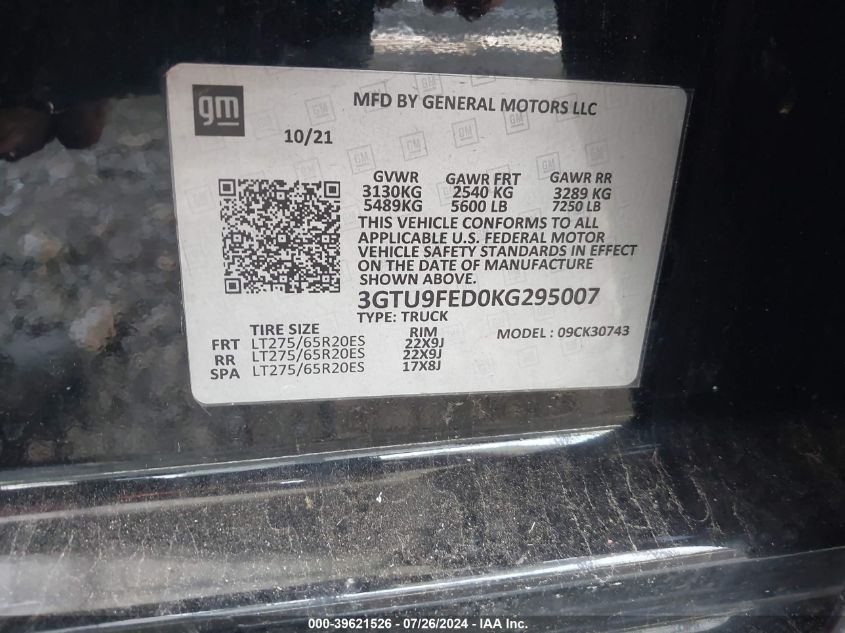 gm
MFD BY GENERAL MOTORS LLC
10/21
GVWR GAWR FRT GAWR RR
3130KG 2540 KG 3289 KG
5489KG 5600 LB 7250 LB
THIS VEHICLE CONFORMS TO ALL
APPLICABLE U.S. FEDERAL MOTOR
VEHICLE SAFETY STANDARDS IN EFFECT
ON THE DATE OF MANUFACTURE
SHOWN ABOVE.
3GTU9FED0KG295007
TYPE: TRUCK
TIRE SIZE RIM MODEL : 09CK30743
FRT LT275/65R20ES 22X9J
RR LT275/65R20ES 22X9J
SPA LT275/65R20ES 17X8J
000-39621526 / 07/26/2024 - IAAI.com